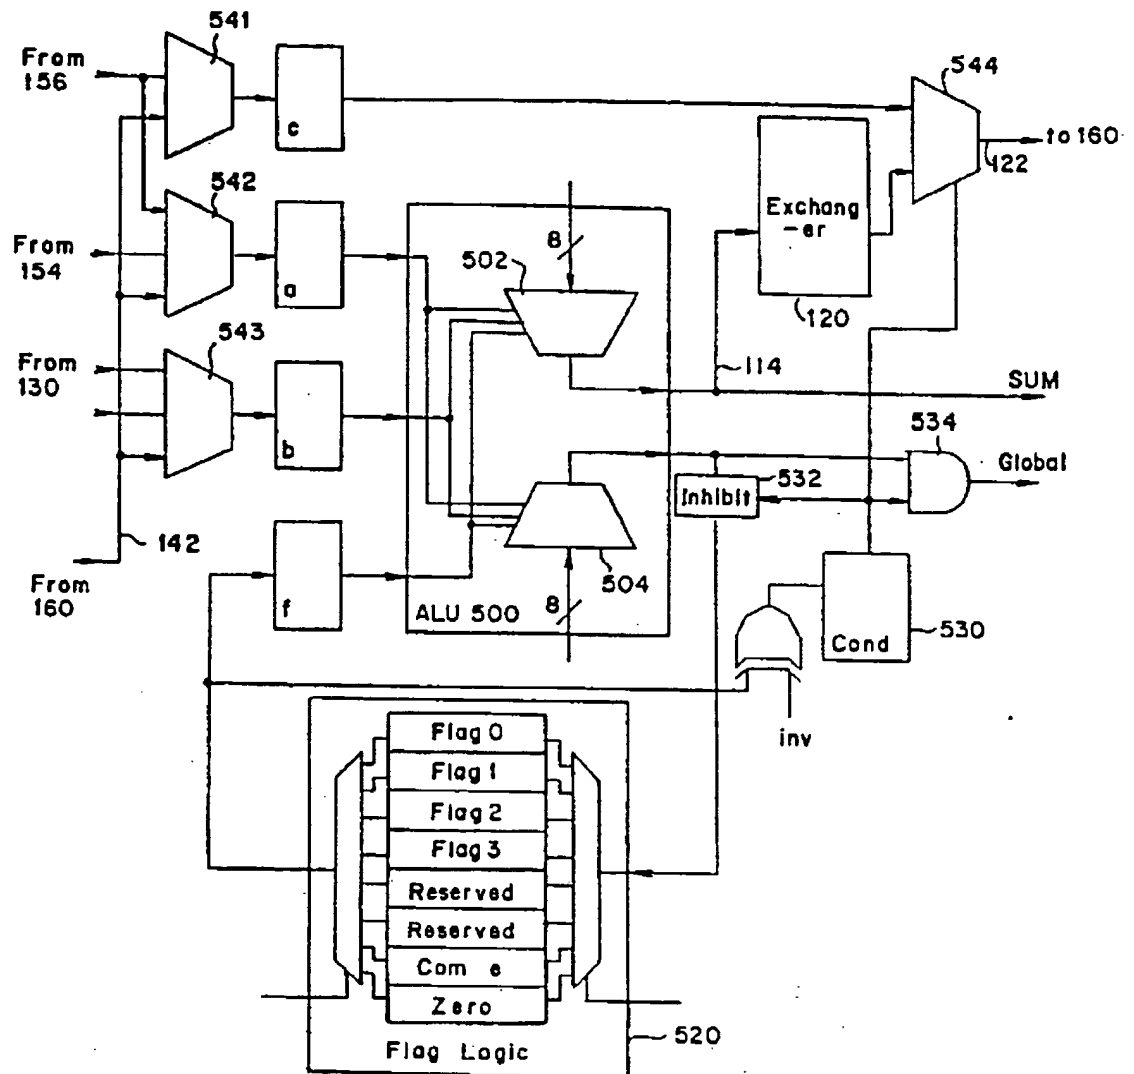 541
From
156
c
544
to 160
122
542
From
154
a
8
502
Exchang
-er
120
543
From
130
b
114
SUM
534
Global
532
Inhibit
142
From
160
f
504
8
ALU 500
Cond
530
inv
Flag 0
Flag 1
Flag 2
Flag 3
Reserved
Reserved
Com e
Zero
520
Flag Logic